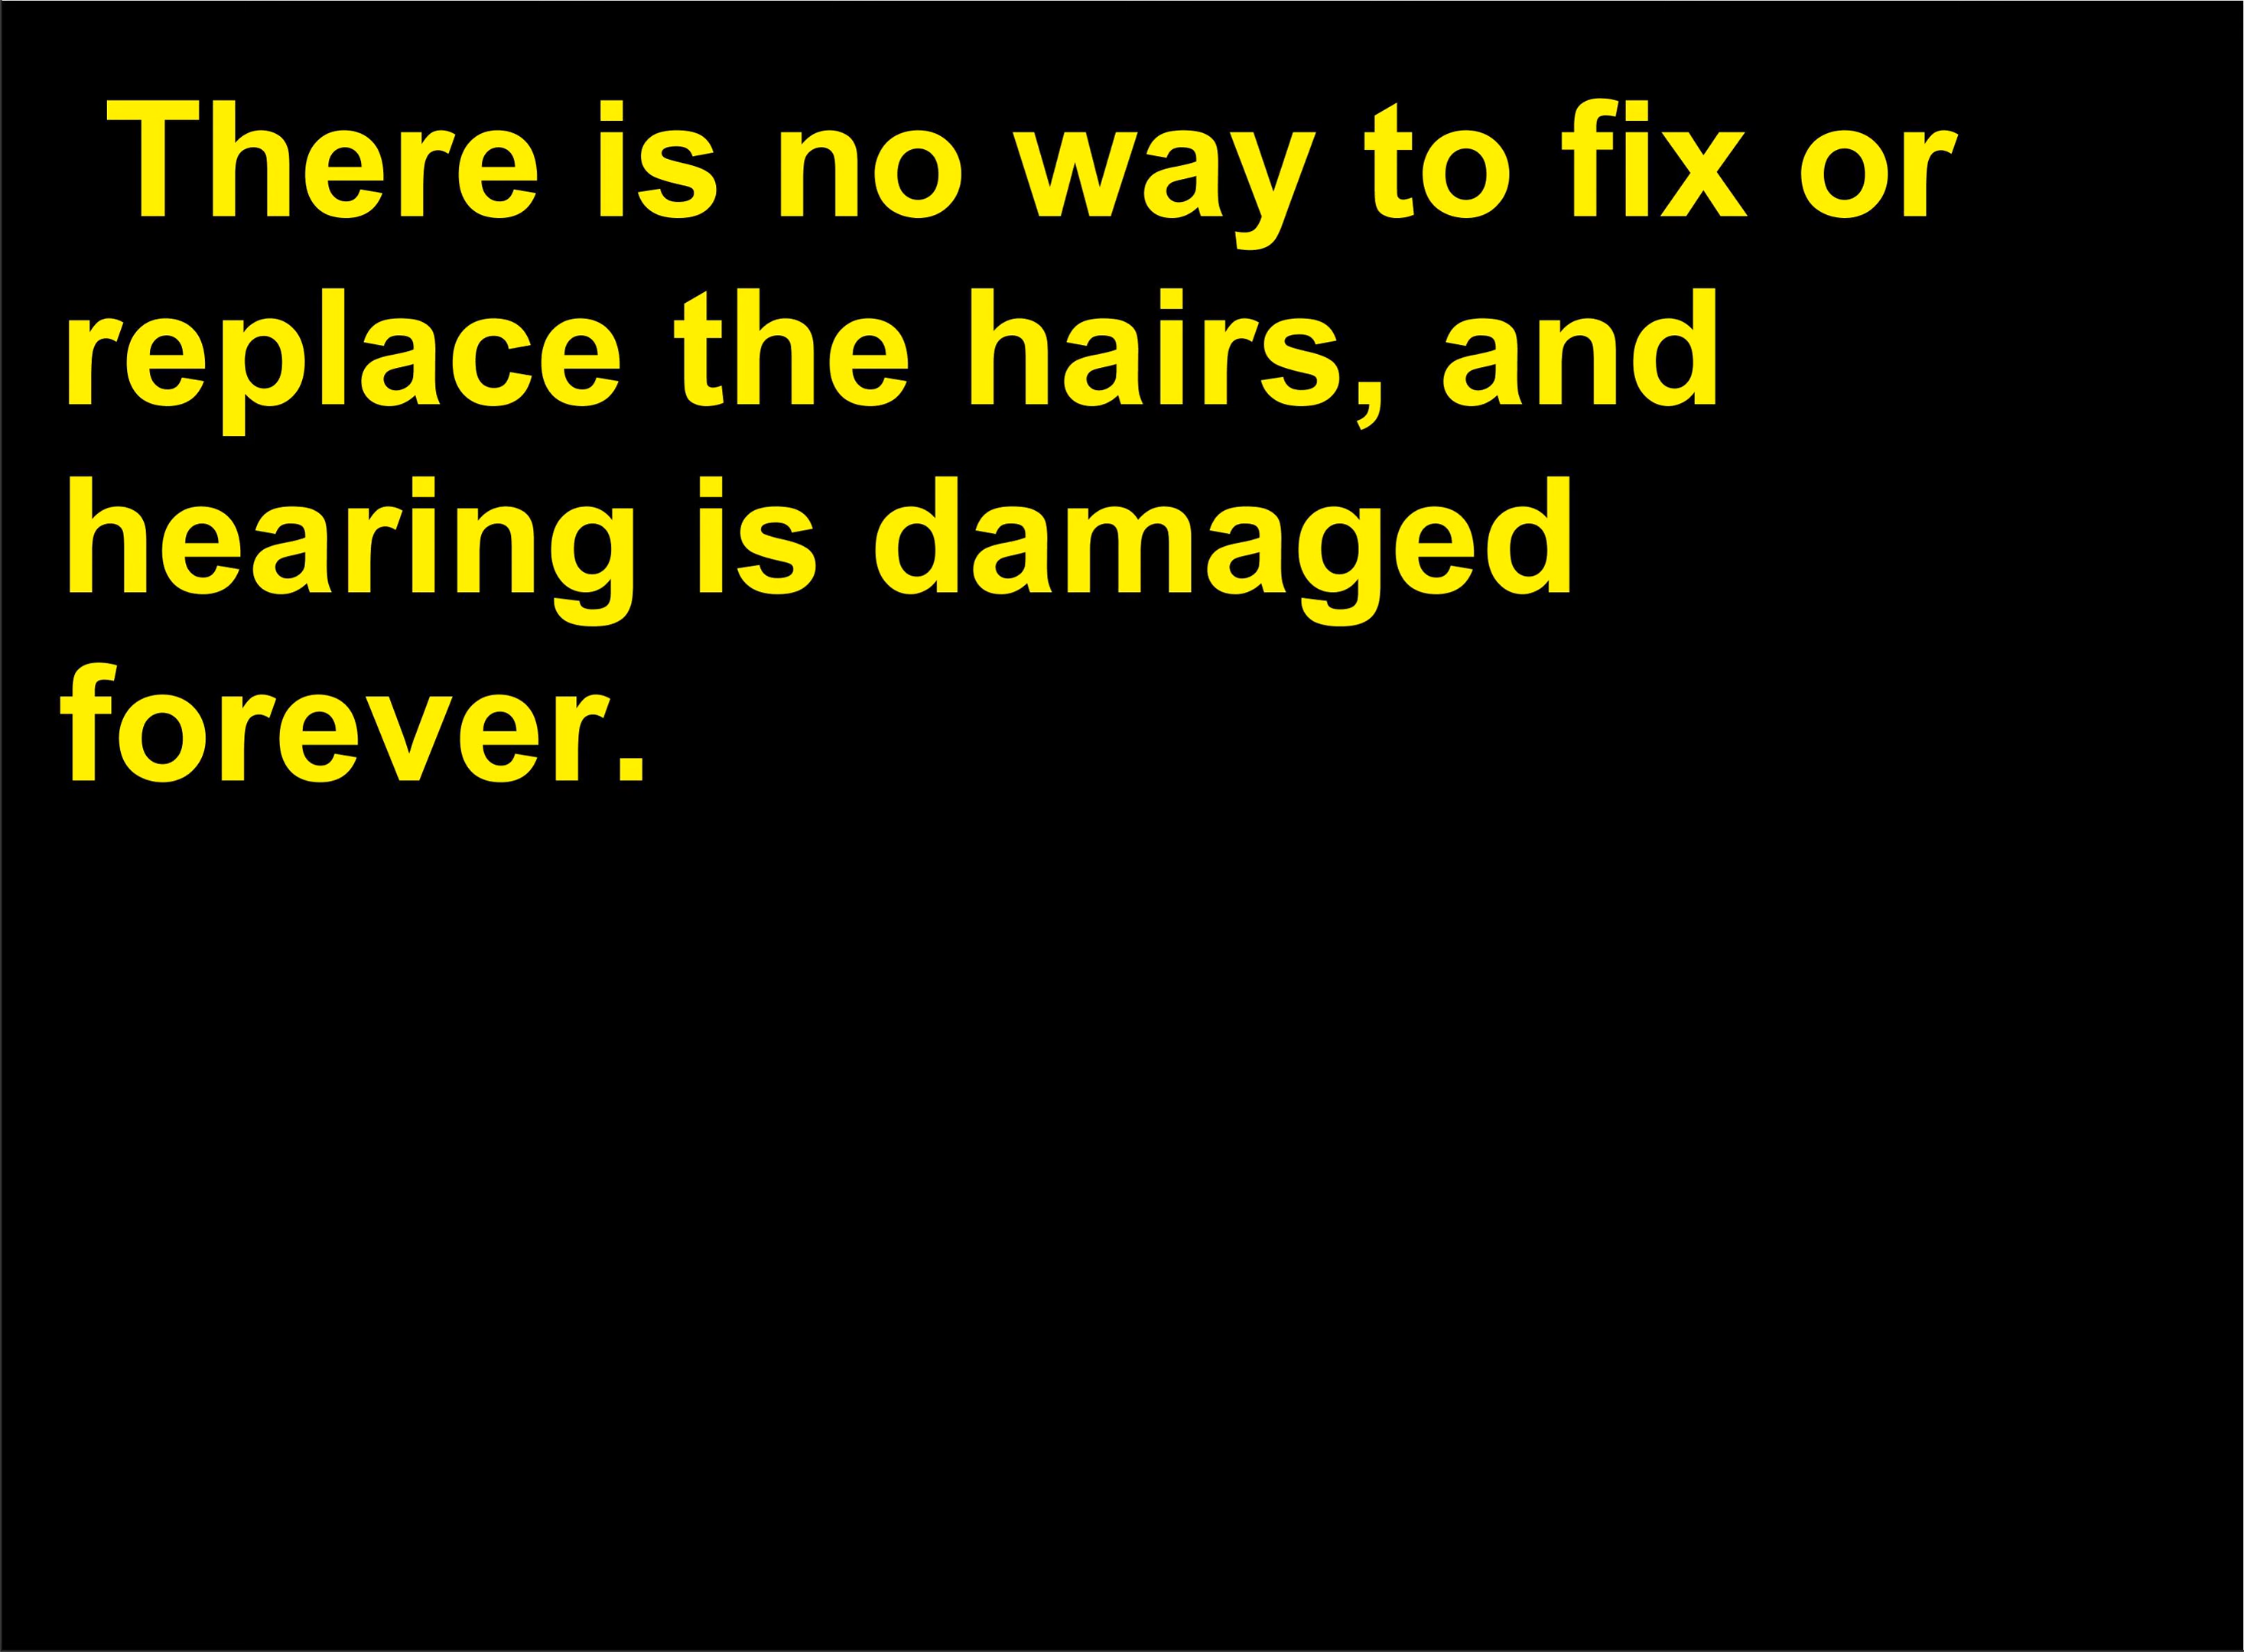 There is no way to fix or
replace the hairs, and
hearing is damaged
forever.